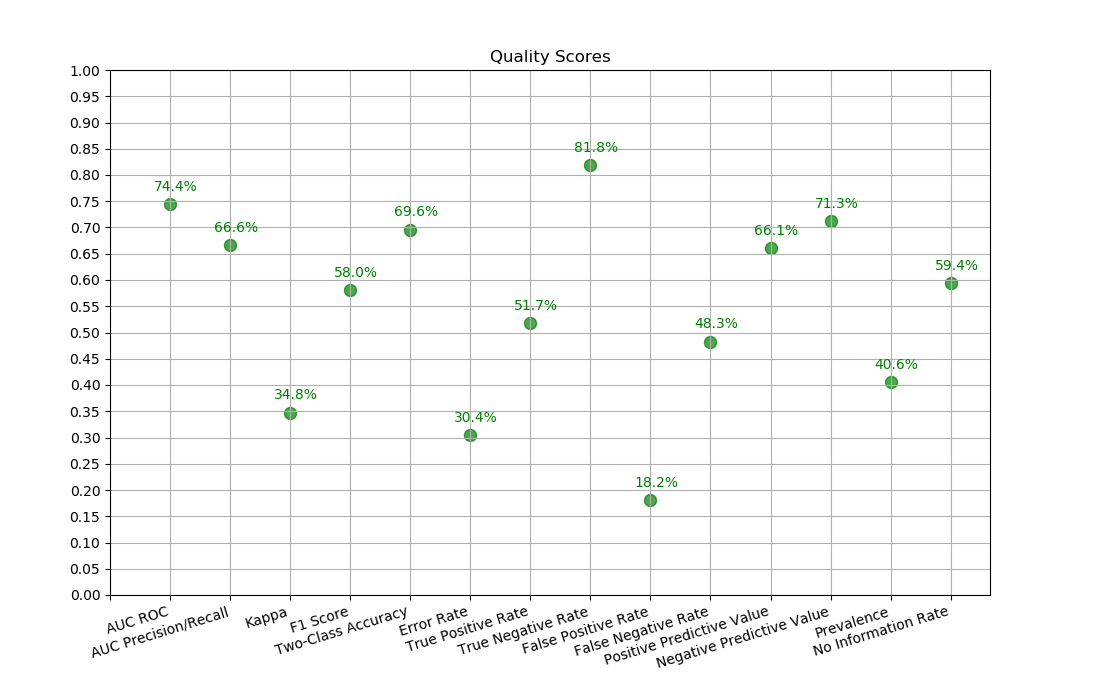 Quality Scores
1.00
0.95
0.90
0.85
0.80
0.75
0.70
0.65
0.60
0.55
0.50
0.45
0.40
0.35
0.30
0.25
0.20
0.15
0.10
0.05
0.00
74.4%
66.6%
34.8%
58.0%
69.6%
30.4%
51.7%
81.8%
18.2%
48.3%
66.1%
71.3%
40.6%
59.4%
AUC ROC
AUC Precision/Recall
Kappa
F1 Score
Two-Class Accuracy
Error Rate
True Positive Rate
True Negative Rate
False Positive Rate
False Negative Rate
Positive Predictive Value
Negative Predictive Value
Prevalence
No Information Rate